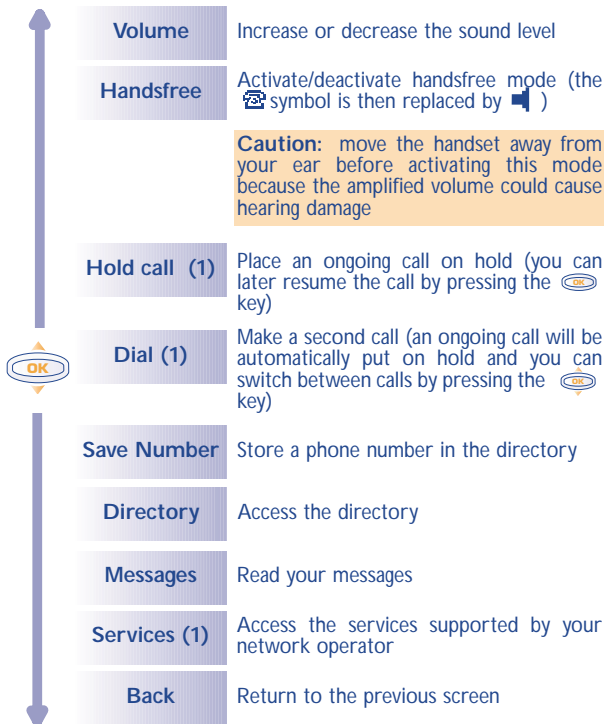 Volume Increase or decrease the sound level
Handsfree Activate/deactivate handsfree mode (the
symbol is then replaced by )
Caution: move the handset away from
your ear before activating this mode
because the amplified volume could cause
hearing damage
Hold call (1) Place an ongoing call on hold (you can
later resume the call by pressing the OK
key)
Dial (1) Make a second call (an ongoing call will be
automatically put on hold and you can
OK switch between calls by pressing the OK
key)
Save Number Store a phone number in the directory
Directory Access the directory
Messages Read your messages
Services (1) Access the services supported by your
network operator
Back Return to the previous screen